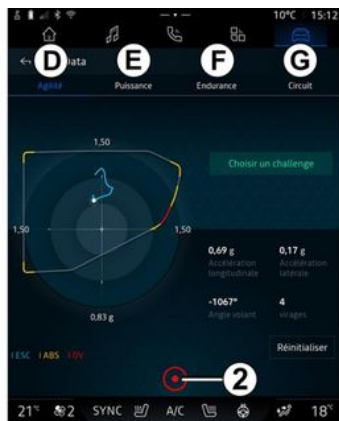 10°C 15:12
D E F G
Data
Agilité Puissance Endurance Circuit
1,50
Choisir un challenge
1,50 1,50
0,69 g 0,17 g
Accélération Accélération
longitudinale latérale
-1067° 4
Angle volant virages
0,83 g
Réinitialiser
ESC ABS
2
21° 2 SYNC A/C 18°